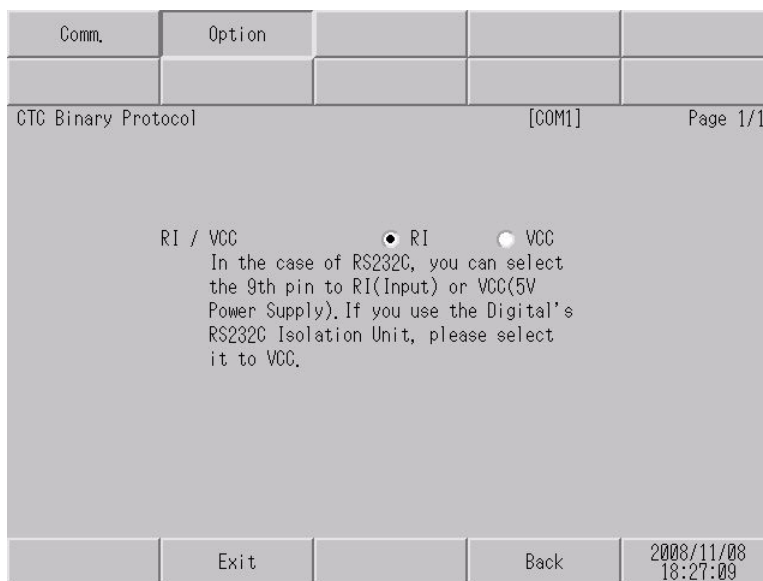 Comm. Option
CTC Binary Protocol [COM1] Page 1/1
RI / VCC RI VCC
In the case of RS232C, you can select
the 9th pin to RI(Input) or VCC(5V
Power Supply).If you use the Digital's
RS232C Isolation Unit, please select
it to VCC.
Exit Back 2008/11/08
18:27:09